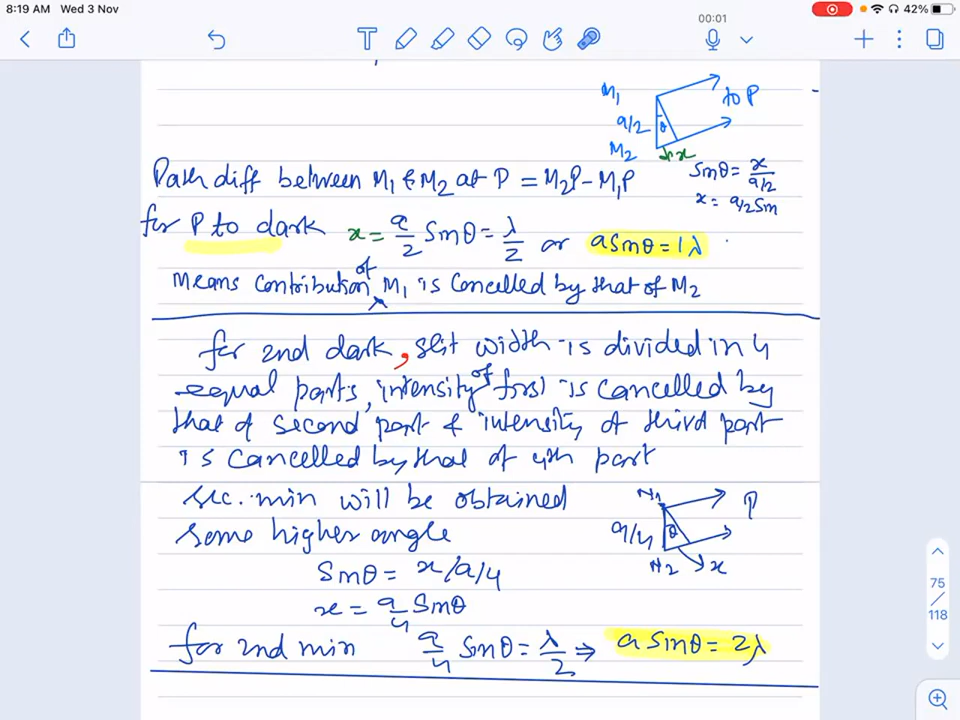 8:19 AM Wed 3 Nov
42%
00:01
T
M₁
to P
a/2
θ
M₂
x
Sinθ = x/a/2
x = a/2 Sin
Path diff between M₁ & M₂ at P = M₂P - M₁P
for P to dark x = a/2 Sinθ = λ/2 or aSinθ = 1λ
Means contribution of M₁ is cancelled by that of M₂
for 2nd dark, slit width is divided in 4
equal parts, intensity of first is cancelled by
that of second part & intensity of third part
is cancelled by that of 4th part
sec. min will be obtained
some higher angle
N₁
P
a/4
θ
N₂
x
Sinθ = x/a/4
x = a/4 Sinθ
for 2nd min a/4 Sinθ = λ/2 ⇒ a Sinθ = 2λ
75
/
118